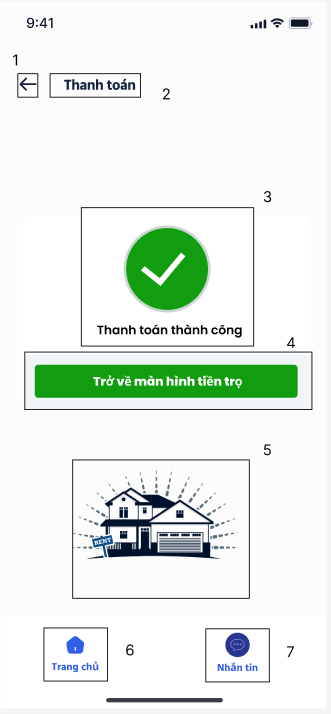 9:41
1
Thanh toán
2
3
Thanh toán thành công
4
Trở về màn hình tiền trọ
5
RENT
Trang chủ
6
Nhắn tin
7